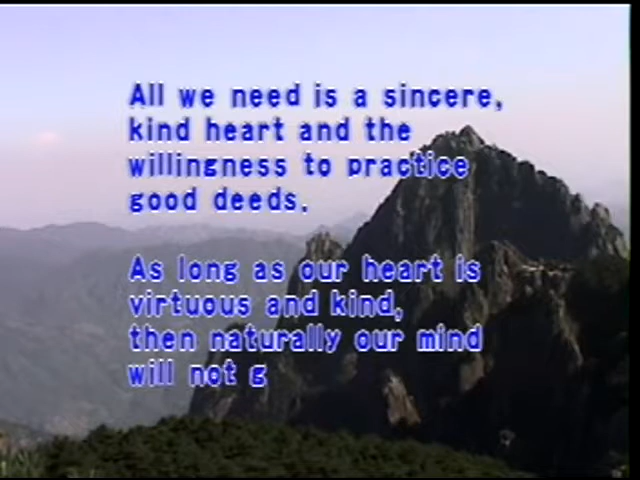 All we need is a sincere,
kind heart and the
willingness to practice
good deeds.
As long as our heart is
virtuous and kind,
then naturally our mind
will not g